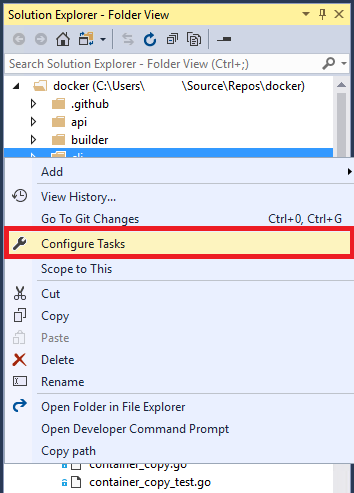 Solution Explorer - Folder View
Search Solution Explorer - Folder View (Ctrl+;)
docker (C:\Users\ \Source\Repos\docker)
.github
api
builder
Add
View History...
Go To Git Changes Ctrl+0, Ctrl+G
Configure Tasks
Scope to This
Cut
Copy
Paste
Delete
Rename
Open Folder in File Explorer
Open Developer Command Prompt
Copy path
container_copy.go
container_copy_test.go